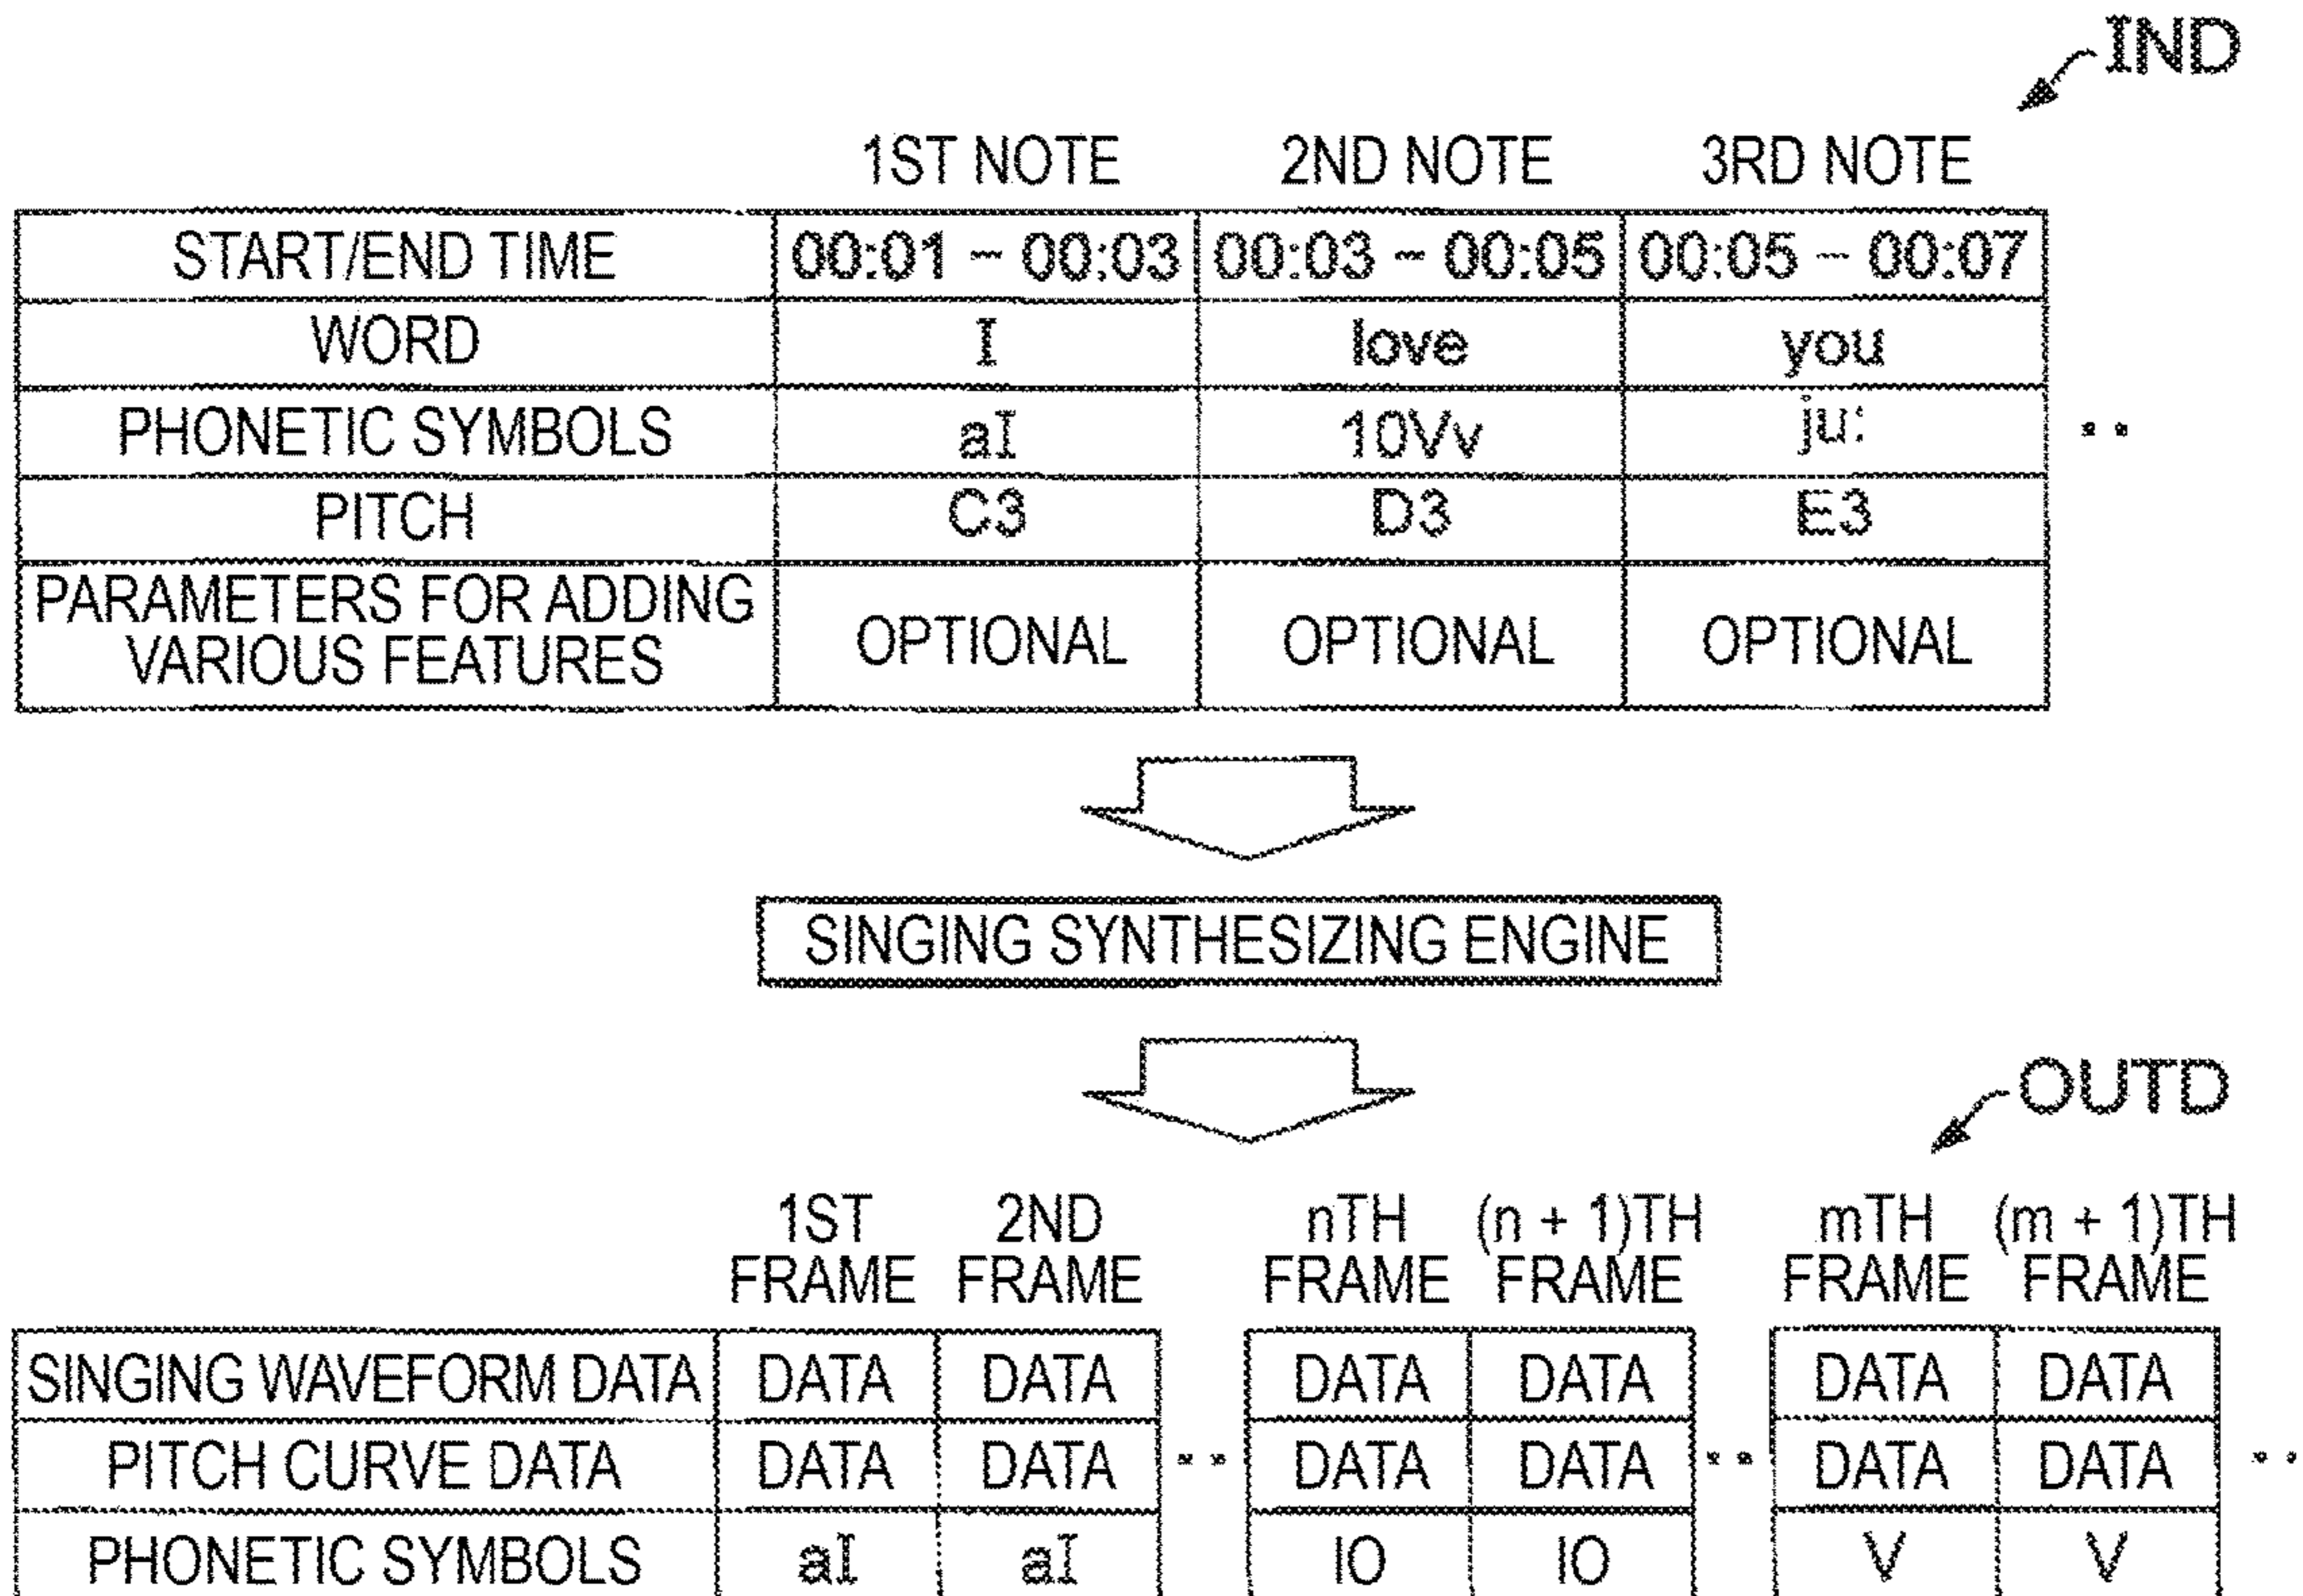 IND
1ST NOTE 2ND NOTE 3RD NOTE
START/END TIME 00:01 – 00:03 00:03 – 00:05 00:05 – 00:07
WORD I love you
PHONETIC SYMBOLS aI 10Vv ju: ..
PITCH C3 D3 E3
PARAMETERS FOR ADDING
VARIOUS FEATURES OPTIONAL OPTIONAL OPTIONAL
SINGING SYNTHESIZING ENGINE
OUTD
1ST 2ND nTH (n + 1)TH mTH (m + 1)TH
FRAME FRAME FRAME FRAME FRAME FRAME
SINGING WAVEFORM DATA DATA DATA DATA DATA DATA DATA
PITCH CURVE DATA DATA DATA .. DATA DATA .. DATA DATA ..
PHONETIC SYMBOLS aI aI IO IO V V